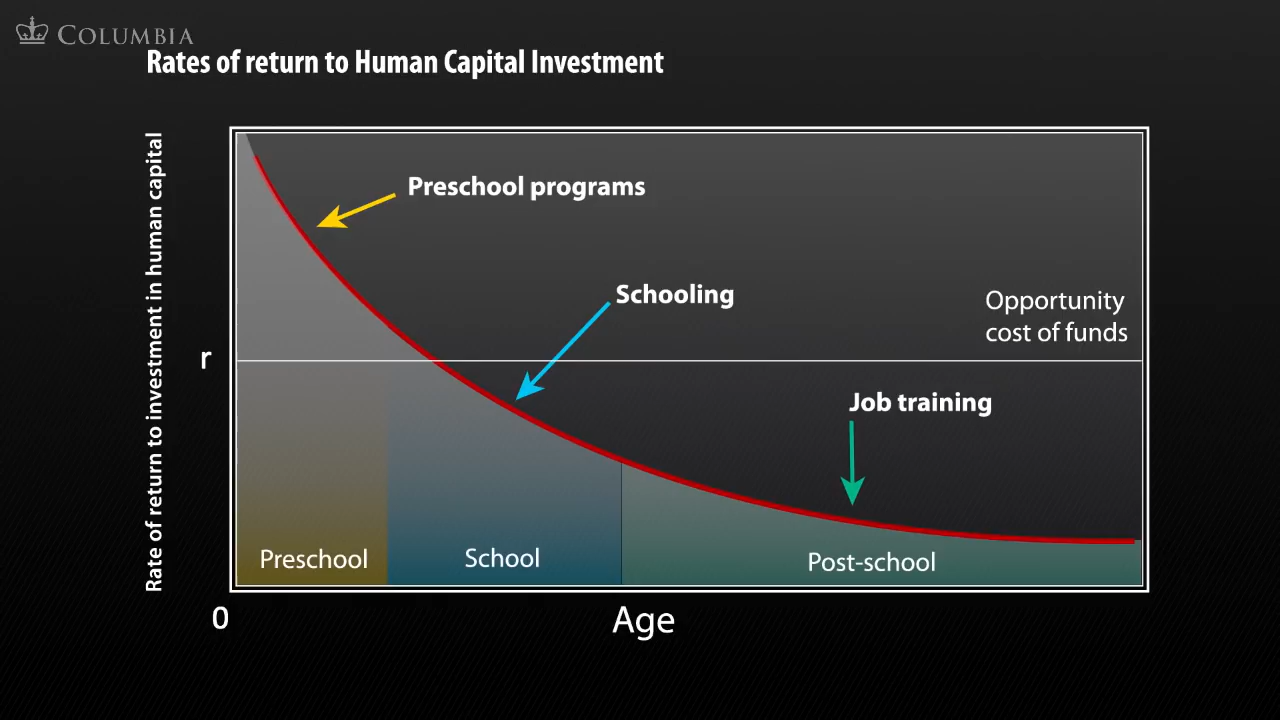 COLUMBIA
Rates of return to Human Capital Investment
Rate of return to investment in human capital
Preschool programs
Schooling
Opportunity
cost of funds
r
Job training
Preschool
School
Post-school
0
Age